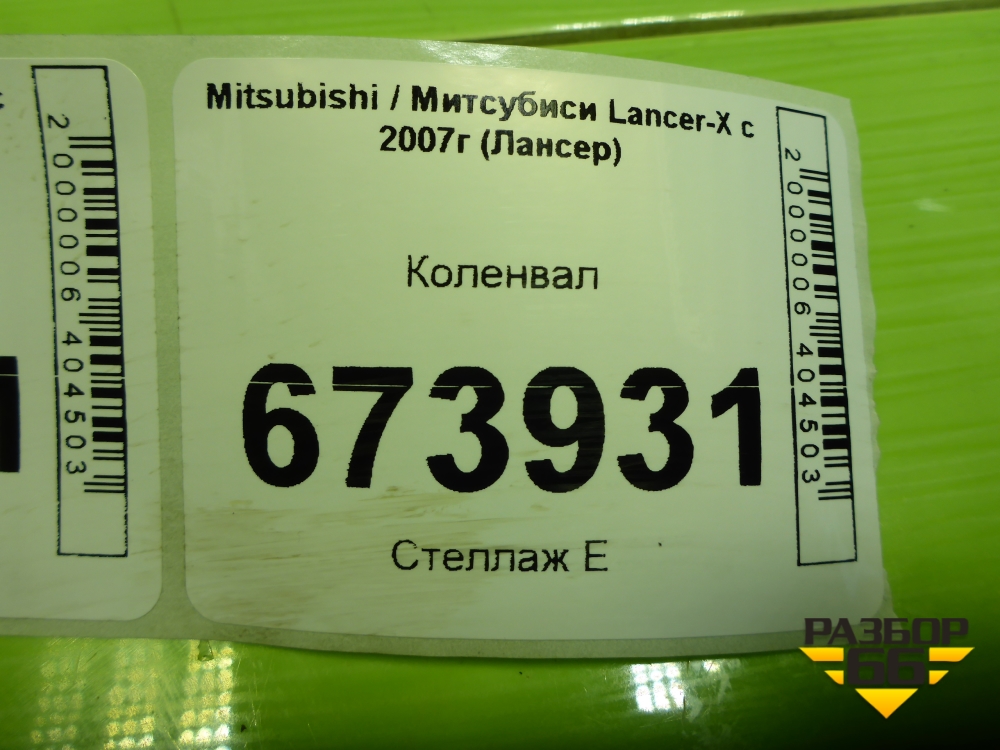 Mitsubishi / Митсубиси Lancer-X с
2007г (Лансер)
Коленвал
673931
Стеллаж Е
2000006404503
2000006404503
РАЗБОР
66